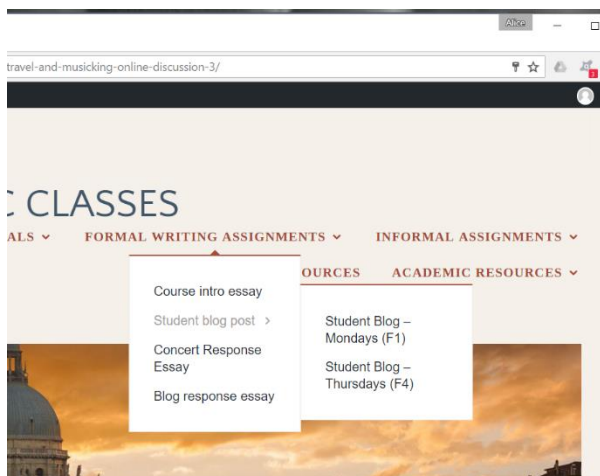 Alice
travel-and-musicking-online-discussion-3/
3
C CLASSES
ALS
FORMAL WRITING ASSIGNMENTS
INFORMAL ASSIGNMENTS
OURCES
ACADEMIC RESOURCES
Course intro essay
Student blog post
Concert Response
Essay
Blog response essay
Student Blog –
Mondays (F1)
Student Blog –
Thursdays (F4)